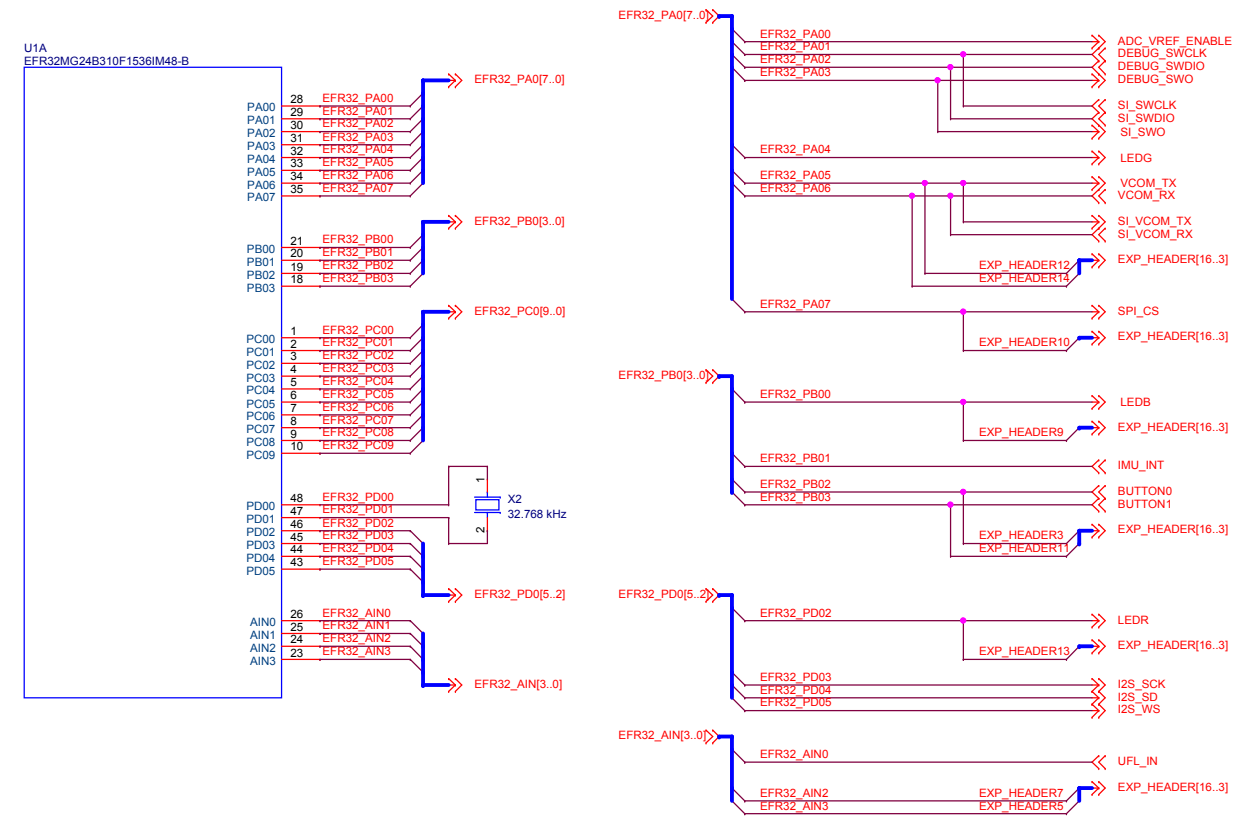 U1A
EFR32MG24B310F1536IM48-B
PA00 28 EFR32_PA00
PA01 29 EFR32_PA01
PA02 30 EFR32_PA02
PA03 31 EFR32_PA03
PA04 32 EFR32_PA04
PA05 33 EFR32_PA05
PA06 34 EFR32_PA06
PA07 35 EFR32_PA07
EFR32_PA0[7..0]
PB00 21 EFR32_PB00
PB01 20 EFR32_PB01
PB02 19 EFR32_PB02
PB03 18 EFR32_PB03
EFR32_PB0[3..0]
PC00 1 EFR32_PC00
PC01 2 EFR32_PC01
PC02 3 EFR32_PC02
PC03 4 EFR32_PC03
PC04 5 EFR32_PC04
PC05 6 EFR32_PC05
PC06 7 EFR32_PC06
PC07 8 EFR32_PC07
PC08 9 EFR32_PC08
PC09 10 EFR32_PC09
EFR32_PC0[9..0]
PD00 48 EFR32_PD00
PD01 47 EFR32_PD01
PD02 46 EFR32_PD02
PD03 45 EFR32_PD03
PD04 44 EFR32_PD04
PD05 43 EFR32_PD05
1
X2
32.768 kHz
2
EFR32_PD0[5..2]
AIN0 26 EFR32_AIN0
AIN1 25 EFR32_AIN1
AIN2 24 EFR32_AIN2
AIN3 23 EFR32_AIN3
EFR32_AIN[3..0]
EFR32_PA0[7..0]
EFR32_PA00 ADC_VREF_ENABLE
EFR32_PA01 DEBUG_SWCLK
EFR32_PA02 DEBUG_SWDIO
EFR32_PA03 DEBUG_SWO
SI_SWCLK
SI_SWDIO
SI_SWO
EFR32_PA04 LEDG
EFR32_PA05 VCOM_TX
EFR32_PA06 VCOM_RX
SI_VCOM_TX
SI_VCOM_RX
EXP_HEADER12 EXP_HEADER[16..3]
EXP_HEADER14
EFR32_PA07 SPI_CS
EXP_HEADER10 EXP_HEADER[16..3]
EFR32_PB0[3..0]
EFR32_PB00 LEDB
EXP_HEADER9 EXP_HEADER[16..3]
EFR32_PB01 IMU_INT
EFR32_PB02 BUTTON0
EFR32_PB03 BUTTON1
EXP_HEADER3 EXP_HEADER[16..3]
EXP_HEADER11
EFR32_PD0[5..2]
EFR32_PD02 LEDR
EXP_HEADER13 EXP_HEADER[16..3]
EFR32_PD03 I2S_SCK
EFR32_PD04 I2S_SD
EFR32_PD05 I2S_WS
EFR32_AIN[3..0]
EFR32_AIN0 UFL_IN
EFR32_AIN2 EXP_HEADER7 EXP_HEADER[16..3]
EFR32_AIN3 EXP_HEADER5